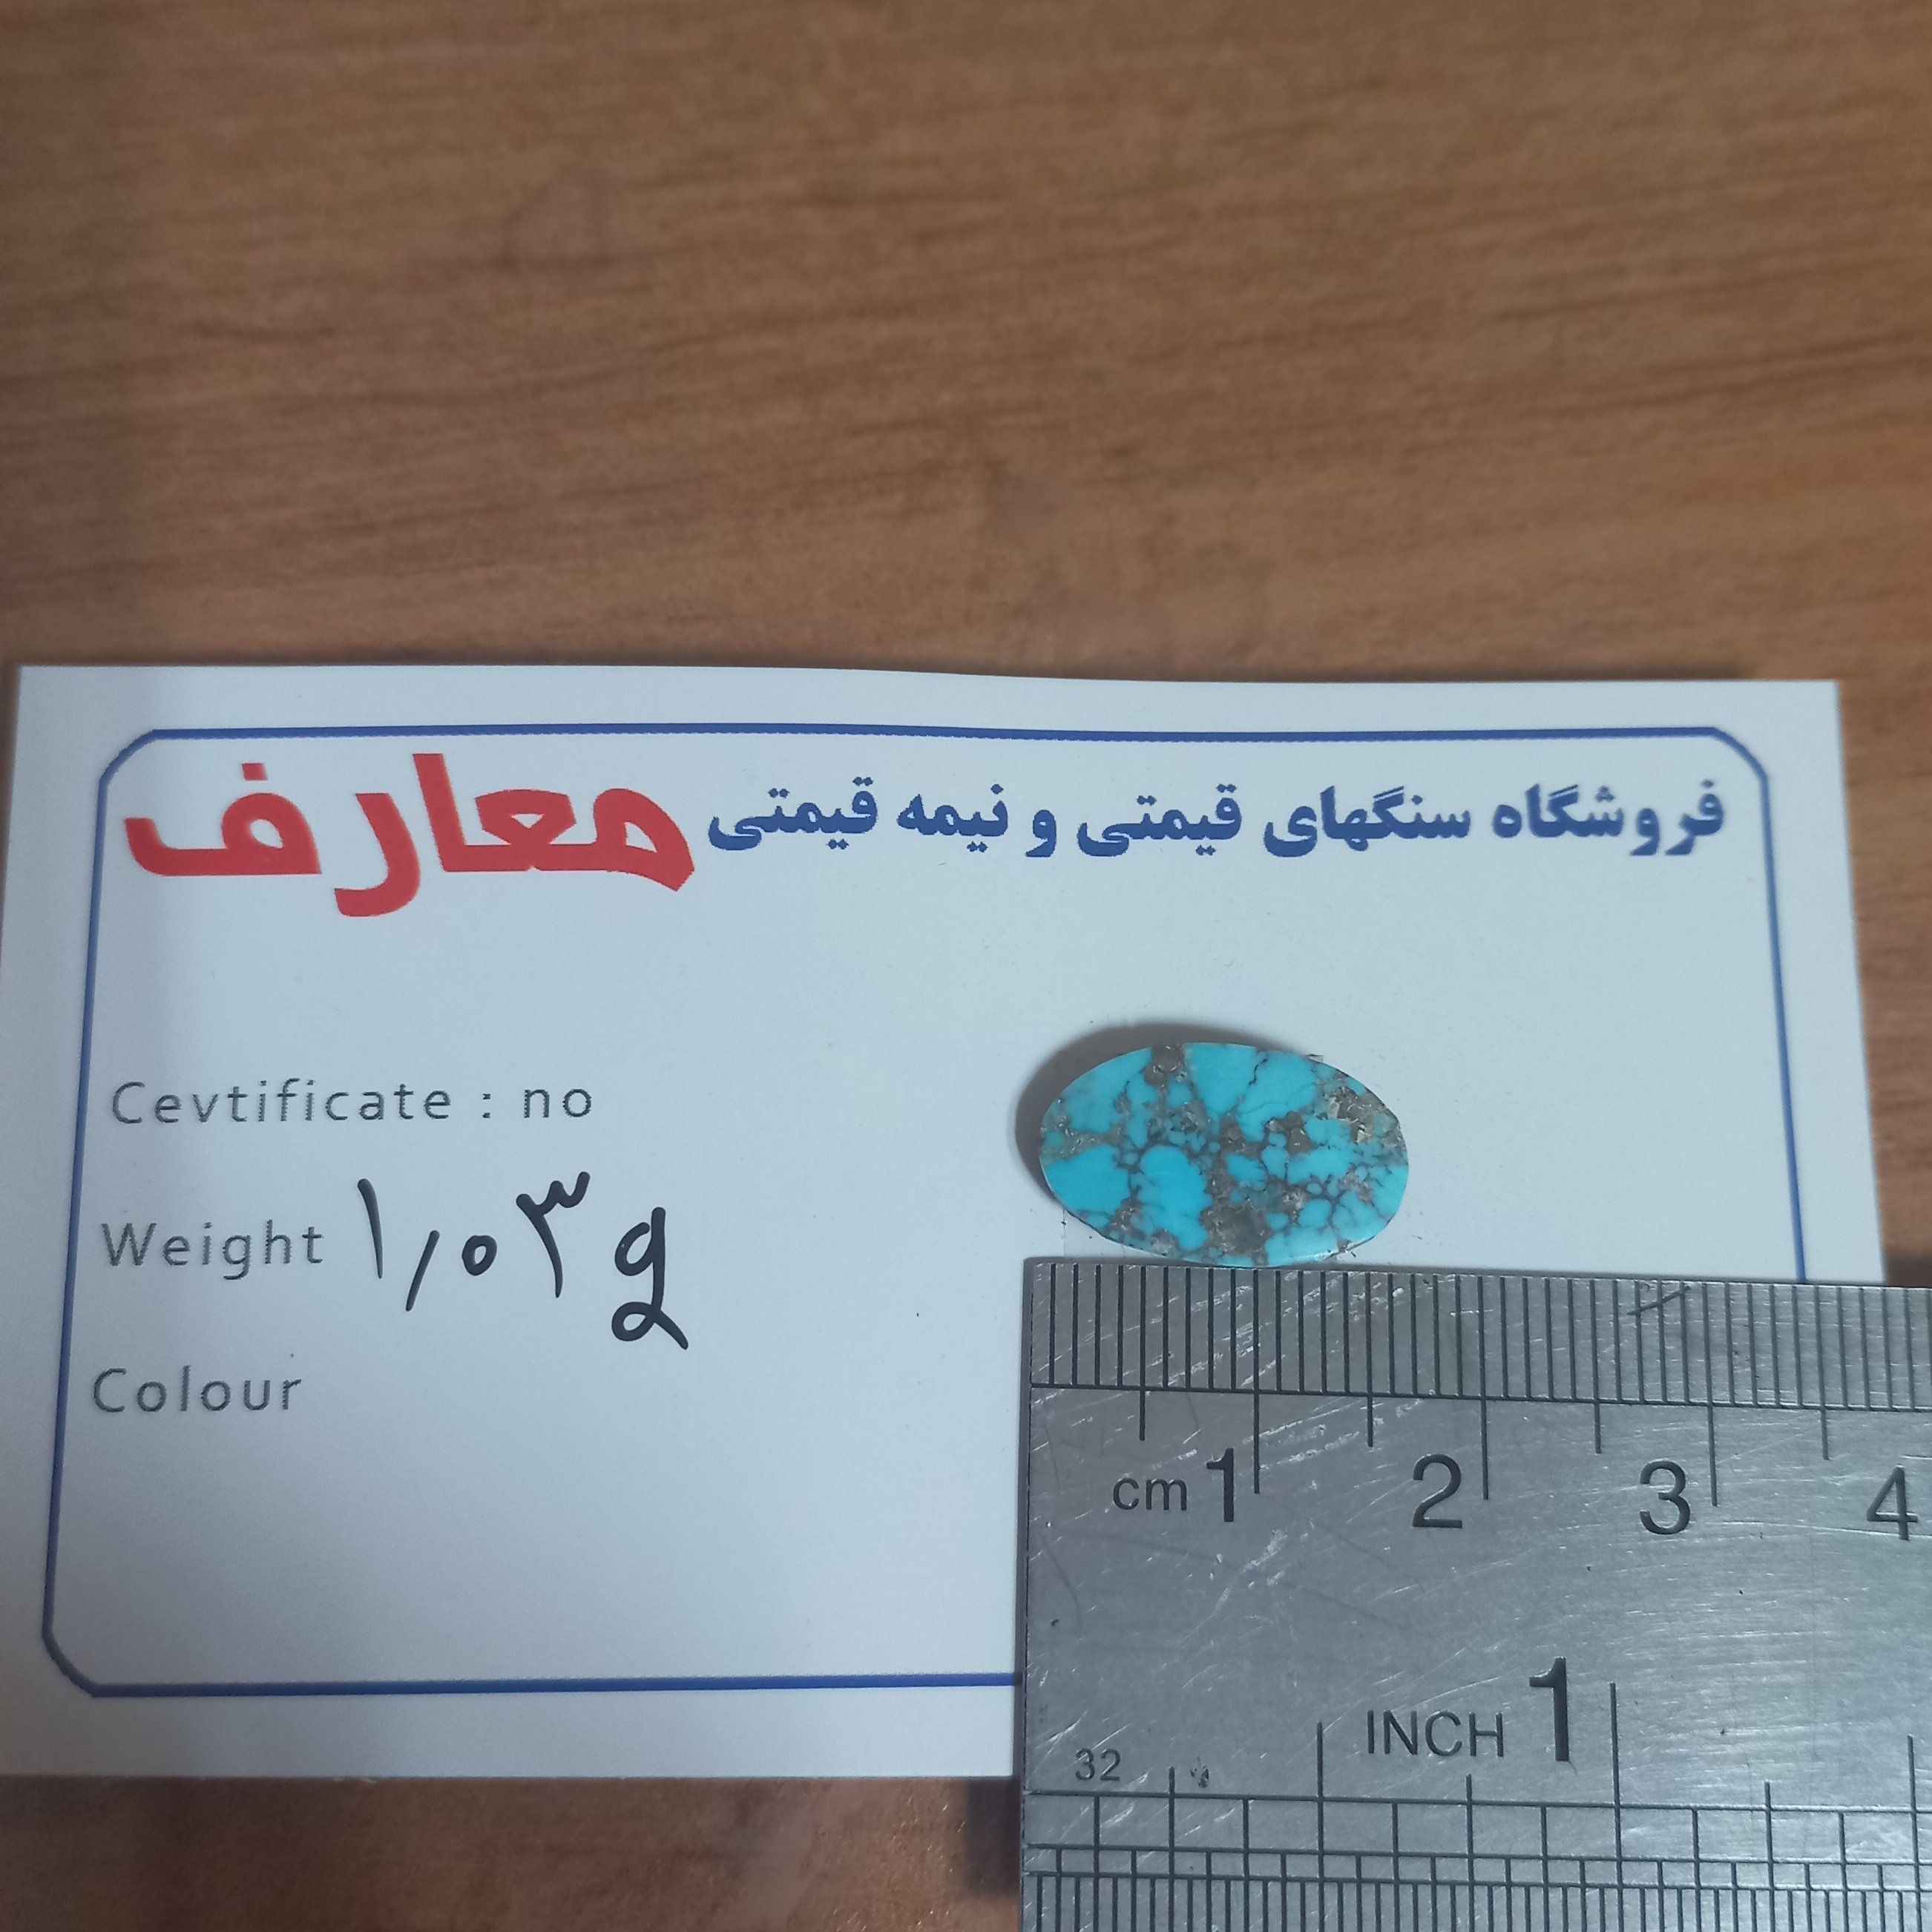 فروشگاه سنگهای قیمتی و نیمه قیمتی معارف
Cevtificate : no
Weight ۱٫۰۳ g
Colour
cm 1 2 3 4
INCH 1
32